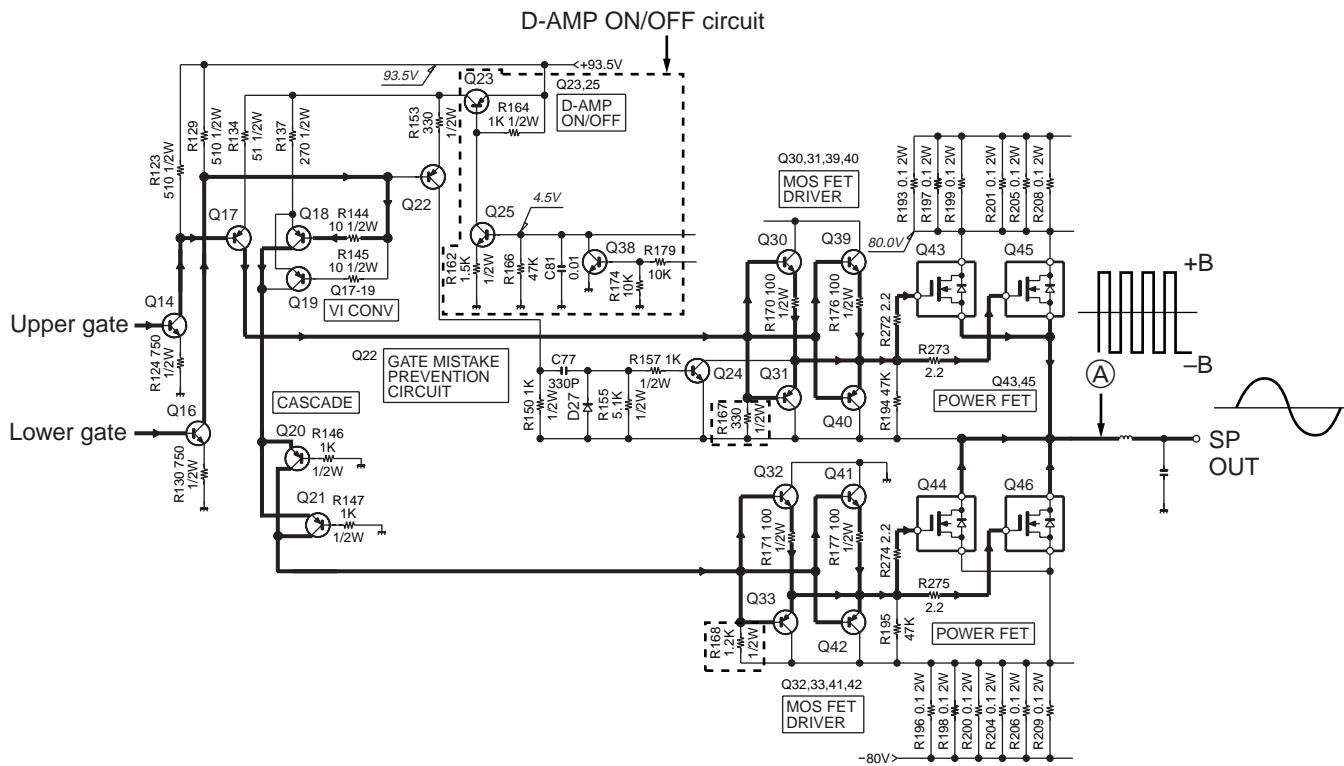 D-AMP ON/OFF circuit
93.5V
+93.5V
Q23
Q23,25
D-AMP
ON/OFF
R164
1K 1/2W
R123
510 1/2W
R129
510 1/2W
R134
51 1/2W
R137
270 1/2W
R153
330
1/2W
Q22
Q17
Q18
R144
10 1/2W
R145
10 1/2W
Q19
Q17-19
VI CONV
Q25
4.5V
R162
1.5K
1/2W
R166
47K
C81
0.01
Q38
R174
10K
R179
10K
Q30,31,39,40
MOS FET
DRIVER
Q30
Q39
R170 100
1/2W
R176 100
1/2W
R193 0.1 2W
R197 0.1 2W
R199 0.1 2W
R201 0.1 2W
R205 0.1 2W
R208 0.1 2W
80.0V
Q43
Q45
R272 2.2
R273
2.2
R194 47K
Q43,45
POWER FET
+B
−B
A
SP
OUT
Q14
Upper gate
R124 750
1/2W
Q16
Lower gate
R130 750
1/2W
Q22
GATE MISTAKE
PREVENTION
CIRCUIT
C77
330P
R157 1K
1/2W
Q24
R150 1K
1/2W
D27
R155
5.1K
1/2W
R167
330
1/2W
Q31
Q40
CASCADE
Q20
R146
1K
1/2W
Q21
R147
1K
1/2W
Q32
Q41
R171 100
1/2W
R177 100
1/2W
Q44
Q46
R274 2.2
R275
2.2
Q33
Q42
R168
1.2K
1/2W
R195
47K
POWER FET
Q32,33,41,42
MOS FET
DRIVER
R196 0.1 2W
R198 0.1 2W
R200 0.1 2W
R204 0.1 2W
R206 0.1 2W
R209 0.1 2W
−80V